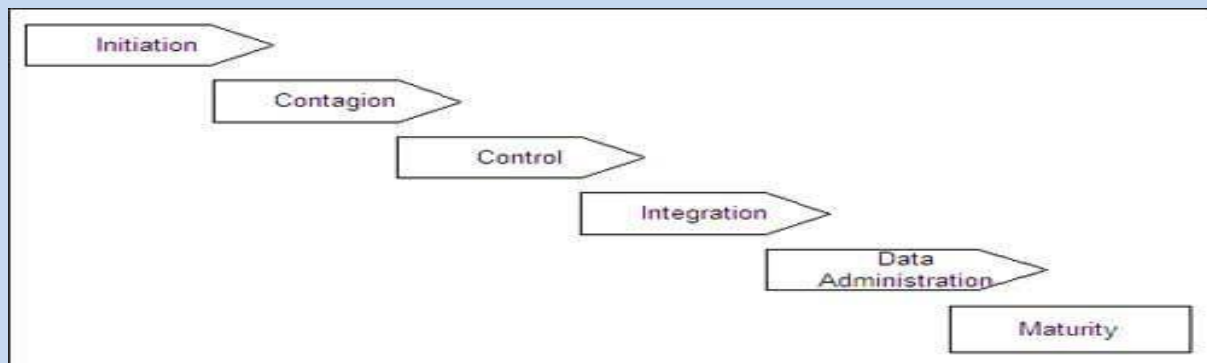 Initiation
Contagion
Control
Integration
Data
Administration
Maturity